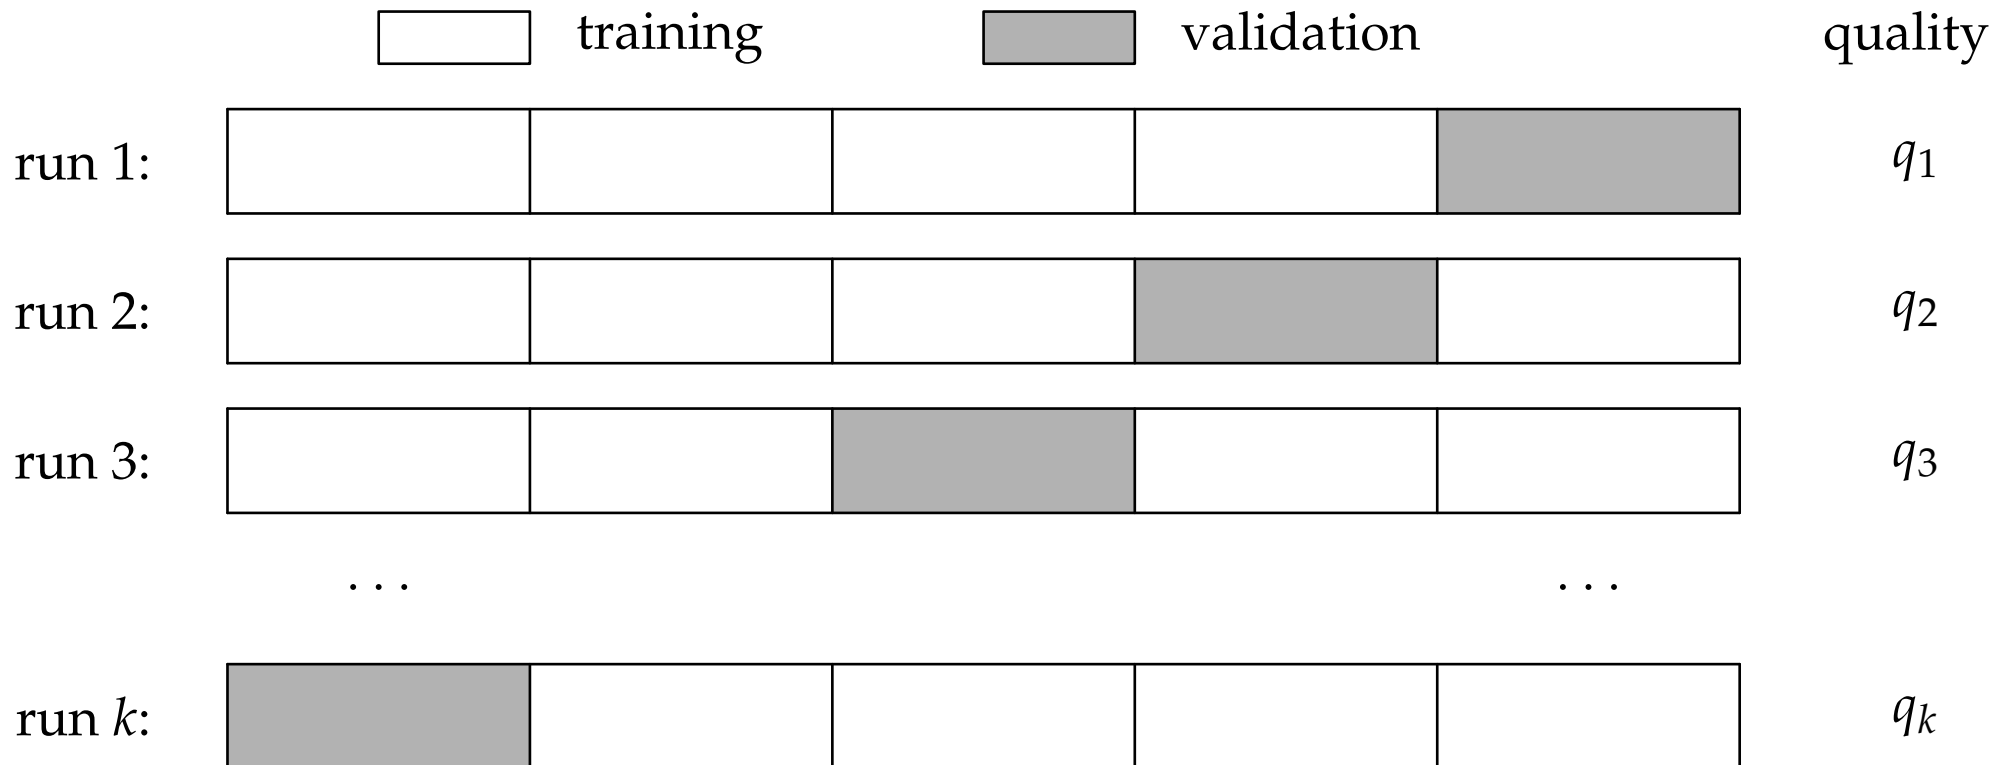 training validation quality
run 1: q1
run 2: q2
run 3: q3
... ...
run k: qk